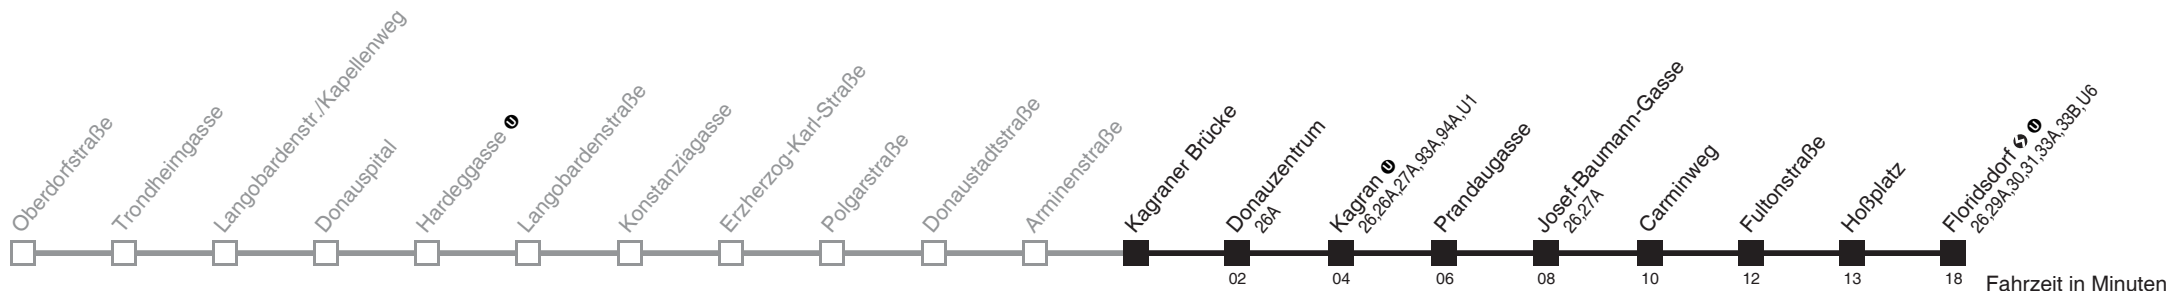 Oberdorfstraße
Trondheimgasse
Langobardenstr./Kapellenweg
Donauspital
Hardeggasse U
Langobardenstraße
Konstanziagasse
Erzherzog-Karl-Straße
Polgarstraße
Donaustadtstraße
Arminenstraße
Kagraner Brücke
Donauzentrum
26A
Kagran U
26,26A,27A,93A,94A,U1
Prandaugasse
Josef-Baumann-Gasse
26,27A
Carminweg
Fultonstraße
Hoßplatz
Floridsdorf S U
26,29A,30,31,33A,33B,U6
02 04 06 08 10 12 13 18 Fahrzeit in Minuten